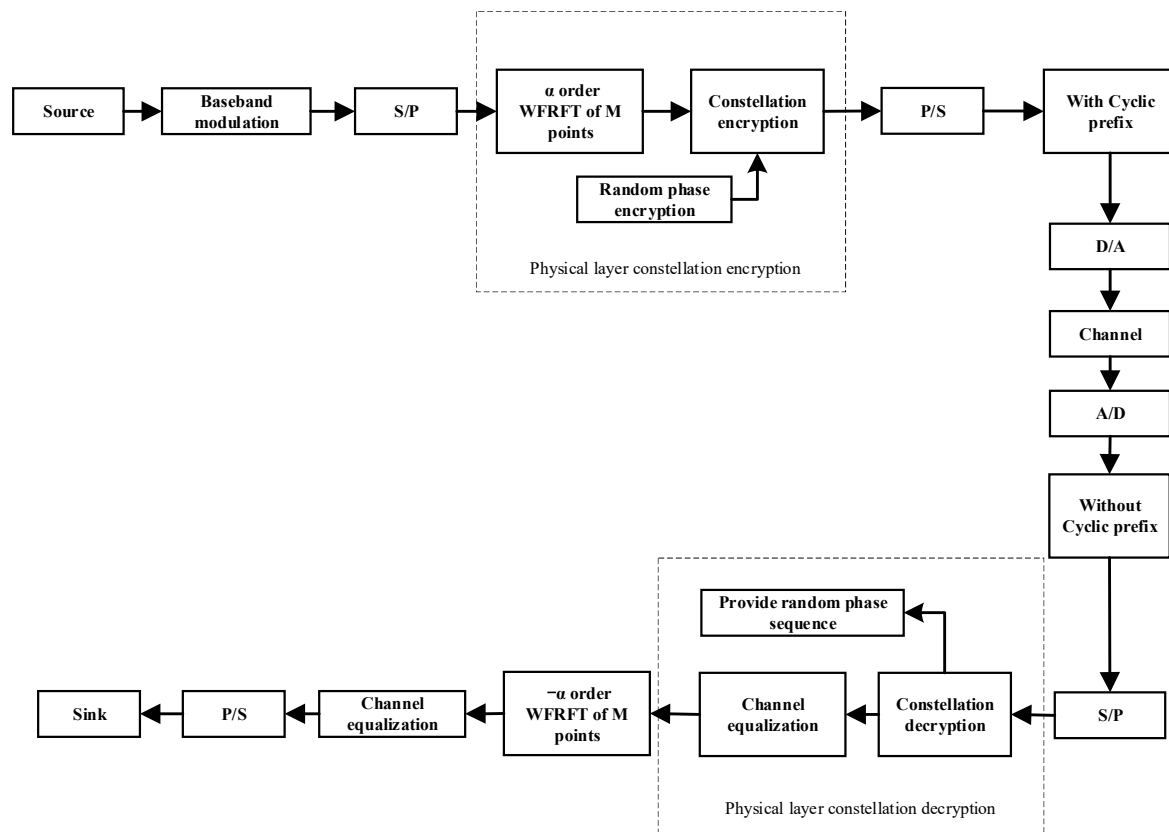 Source
Baseband
modulation
S/P
α order
WFRFT of M
points
Constellation
encryption
Random phase
encryption
Physical layer constellation encryption
P/S
With Cyclic
prefix
D/A
Channel
A/D
Without
Cyclic prefix
S/P
Provide random phase
sequence
Constellation
decryption
Channel
equalization
Physical layer constellation decryption
−α order
WFRFT of M
points
Channel
equalization
P/S
Sink